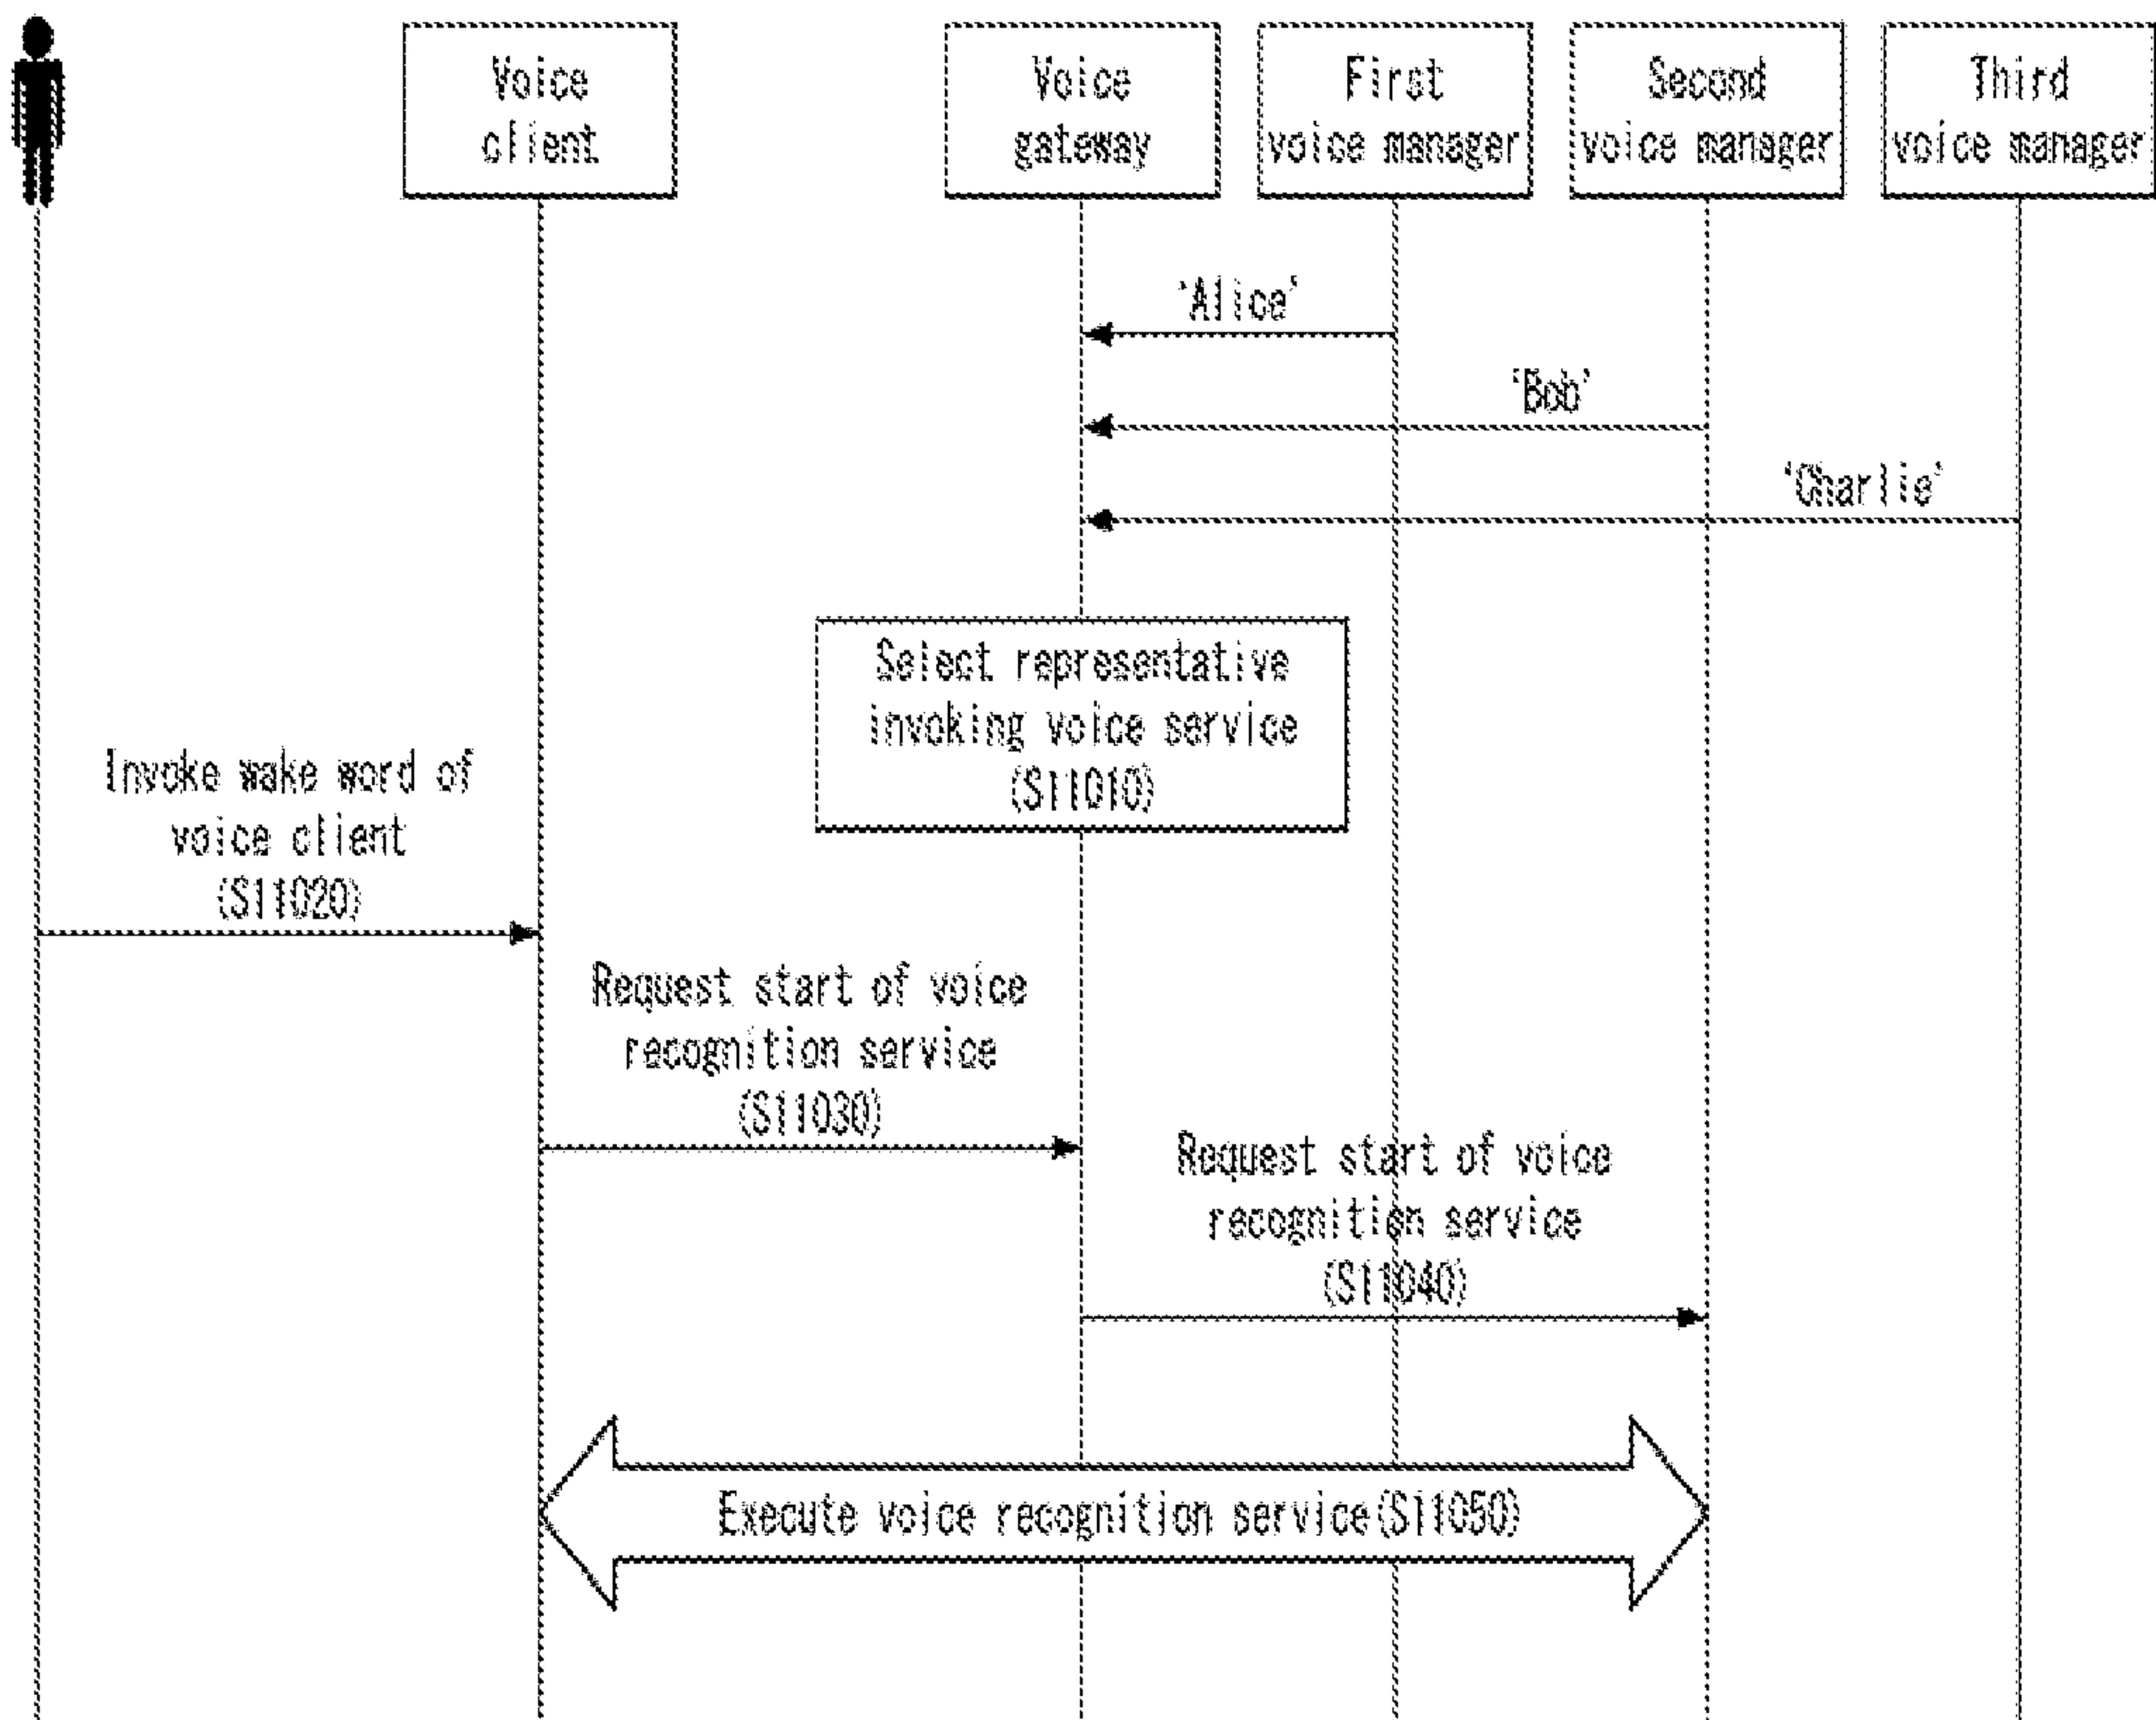 Voice
client
Voice
gateway
First
voice manager
Second
voice manager
Third
voice manager
'Alice'
'Bob'
'Charlie'
Select representative
invoking voice service
(S11010)
Invoke wake word of
voice client
(S11020)
Request start of voice
recognition service
(S11030)
Request start of voice
recognition service
(S11040)
Execute voice recognition service(S11050)